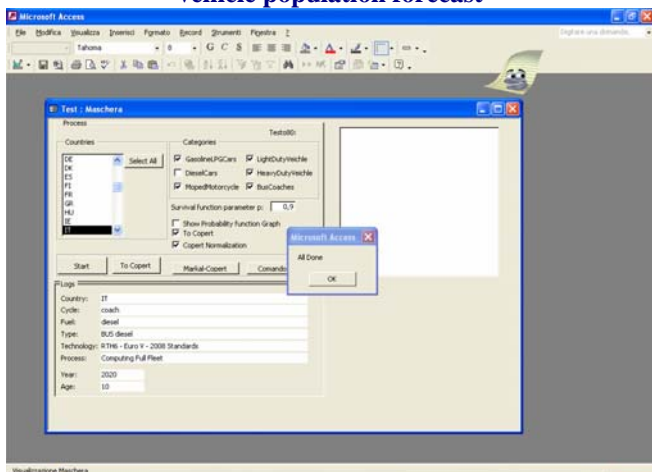 vehicle population forecast
Microsoft Access
File Modifica Visualizza Inserisci Formato Record Strumenti Finestra ?
Digitare una domanda.
Tahoma 8 G C S
Test : Maschera
Process
Testo80:
Countries
Categories
DE
DK
ES
FI
FR
GR
HU
IE
IT
Select All
GasolineLPGCars
LightDutyVeichle
DieselCars
HeavyDutyVeichle
MopedMotorcycle
BusCoaches
Survival function parameter p: 0,9
Show Probability Function Graph
To Copert
Copert Normalization
Start
To Copert
Markal-Copert
Comando
Microsoft Access
All Done
OK
Logs
Country: IT
Cycle: coach
Fuel: diesel
Type: BUS diesel
Technology: RTH6 - Euro V - 2008 Standards
Process: Computing Full Fleet
Year: 2020
Age: 10
Visualizzazione Maschera